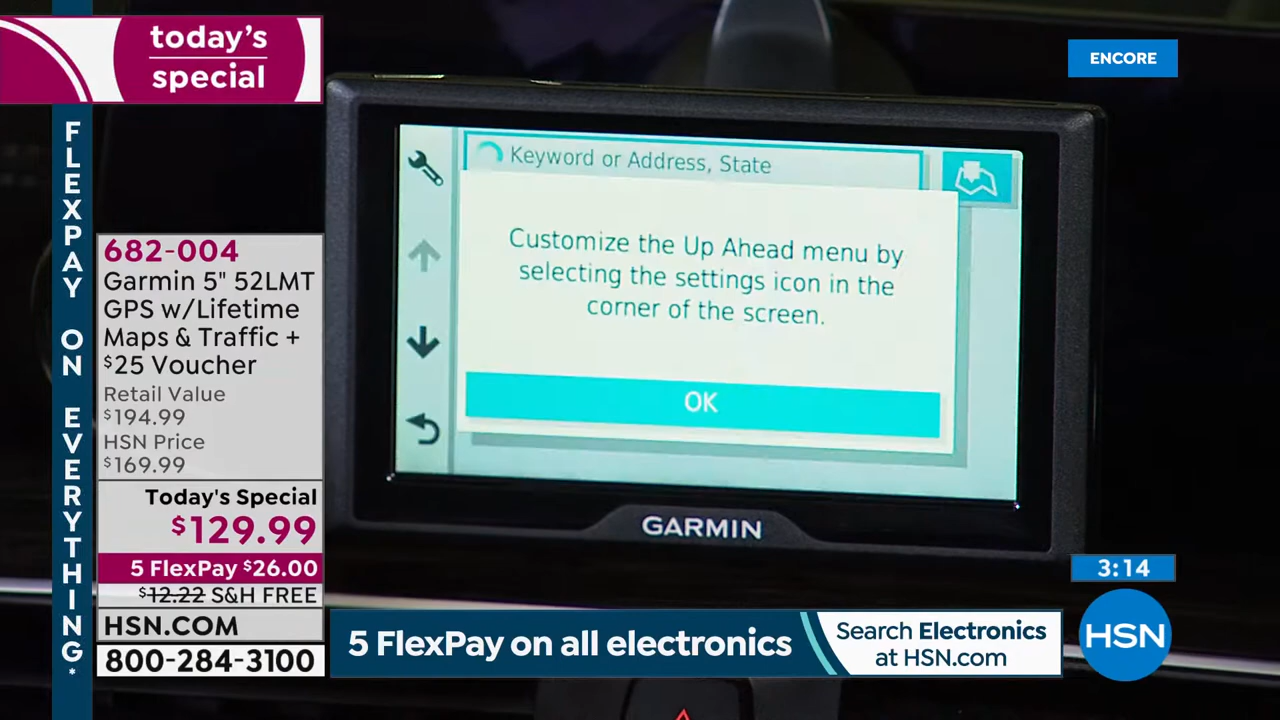 today's
special
ENCORE
FLEXPAY ON EVERYTHING*
Keyword or Address, State
Customize the Up Ahead menu by
selecting the settings icon in the
corner of the screen.
OK
GARMIN
682-004
Garmin 5" 52LMT
GPS w/Lifetime
Maps & Traffic +
$25 Voucher
Retail Value
$194.99
HSN Price
$169.99
Today's Special
$129.99
5 FlexPay $26.00
$12.22 S&H FREE
HSN.COM
800-284-3100
5 FlexPay on all electronics
Search Electronics
at HSN.com
3:14
HSN